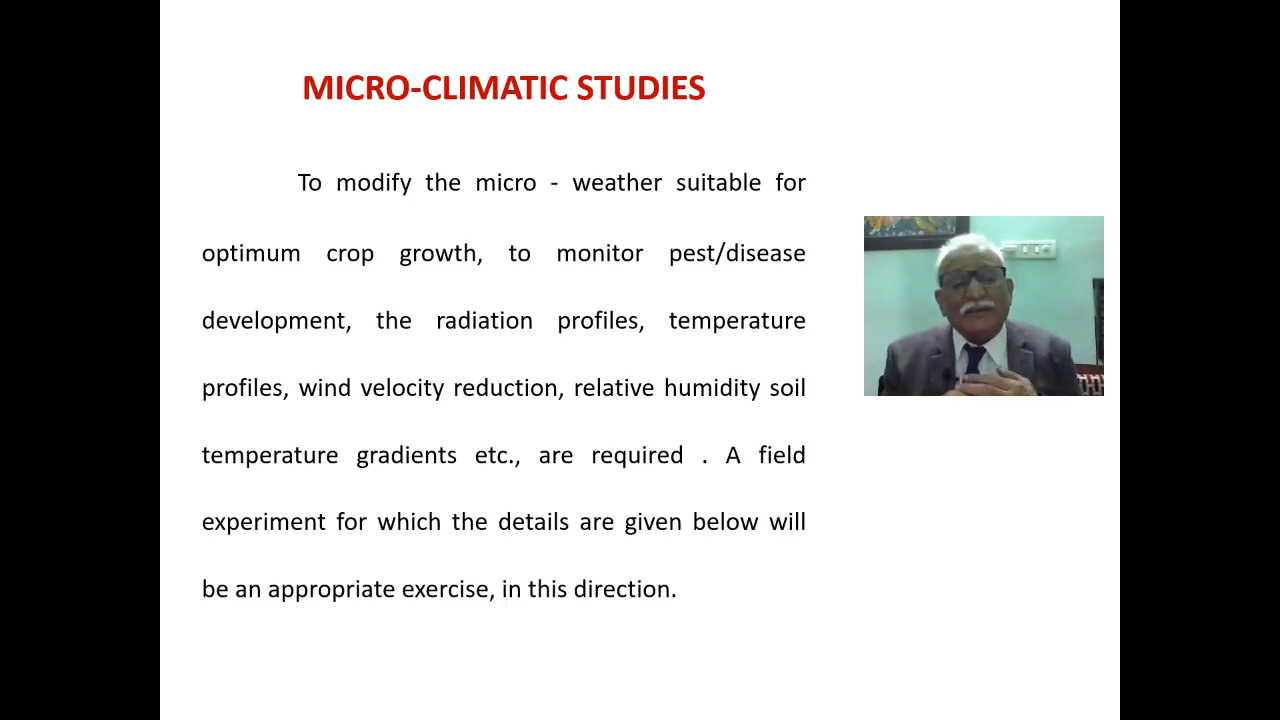 MICRO-CLIMATIC STUDIES
To modify the micro - weather suitable for
optimum crop growth, to monitor pest/disease
development, the radiation profiles, temperature
profiles, wind velocity reduction, relative humidity soil
temperature gradients etc., are required . A field
experiment for which the details are given below will
be an appropriate exercise, in this direction.